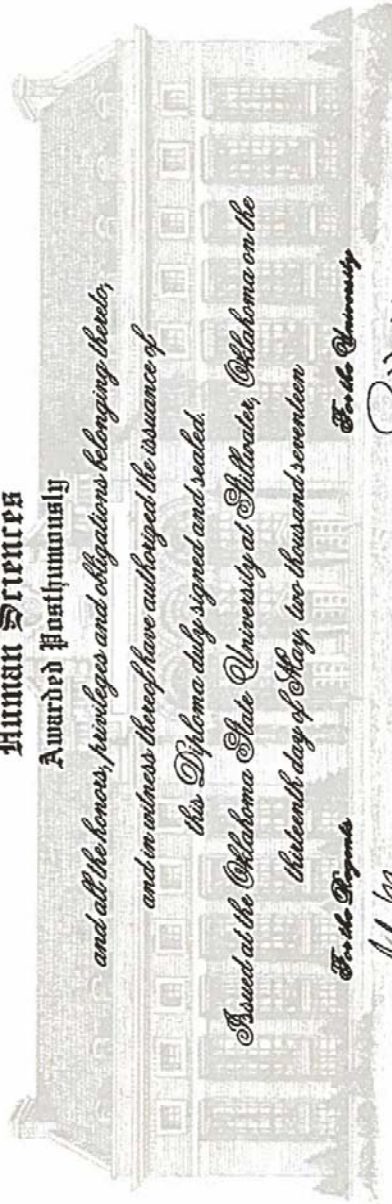 Human Sciences
Awarded Posthumously
and all the honors, privileges and obligations belonging thereto,
and in witness thereof have authorized the issuance of
this Diploma duly signed and sealed.
Issued at the Oklahoma State University at Stillwater, Oklahoma on the
thirteenth day of May, two thousand seventeen
For the Regents
For the University